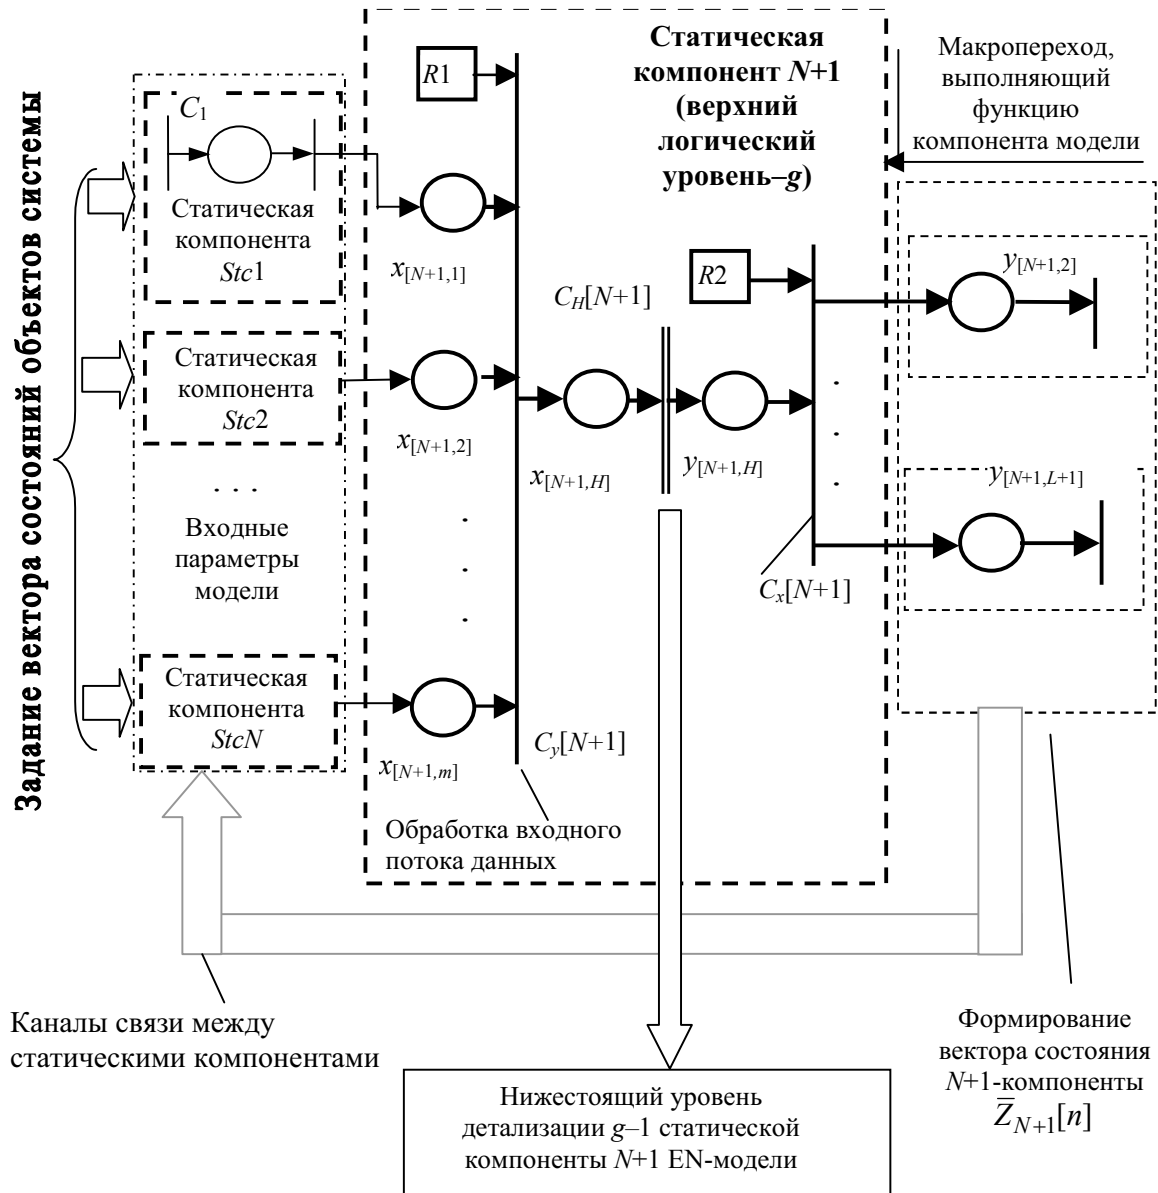 Задание вектора состояний объектов системы
C1
Статическая
компонента
Stc1
Статическая
компонента
Stc2
. . .
Входные
параметры
модели
Статическая
компонента
StcN
R1
x[N+1,1]
x[N+1,2]
x[N+1,m]
Статическая
компонент N+1
(верхний
логический
уровень–g)
CH[N+1]
R2
x[N+1,H]
y[N+1,H]
Cy[N+1]
Cx[N+1]
Обработка входного
потока данных
Макропереход,
выполняющий
функцию
компонента модели
y[N+1,2]
y[N+1,L+1]
Каналы связи между
статическими компонентами
Нижестоящий уровень
детализации g–1 статической
компоненты N+1 EN-модели
Формирование
вектора состояния
N+1-компоненты
Z̅N+1[n]